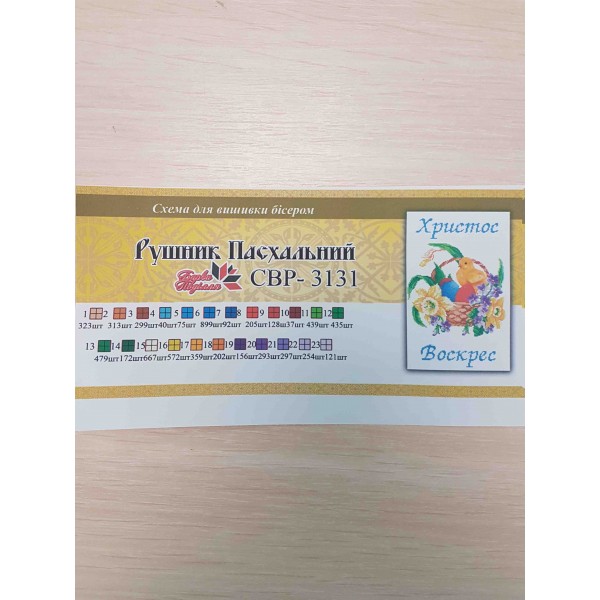 Схема для вишивки бісером
Рушник Пасхальний
СВР- 3131
1 2 3 4 5 6 7 8 9 10 11 12
323шт 313шт 299шт 40шт 75шт 899шт 92шт 205шт 128шт 37шт 439шт 435шт
13 14 15 16 17 18 19 20 21 22 23
479шт 172шт 667шт 572шт 359шт 202шт 156шт 293шт 297шт 254шт 121шт
Христос
Воскрес